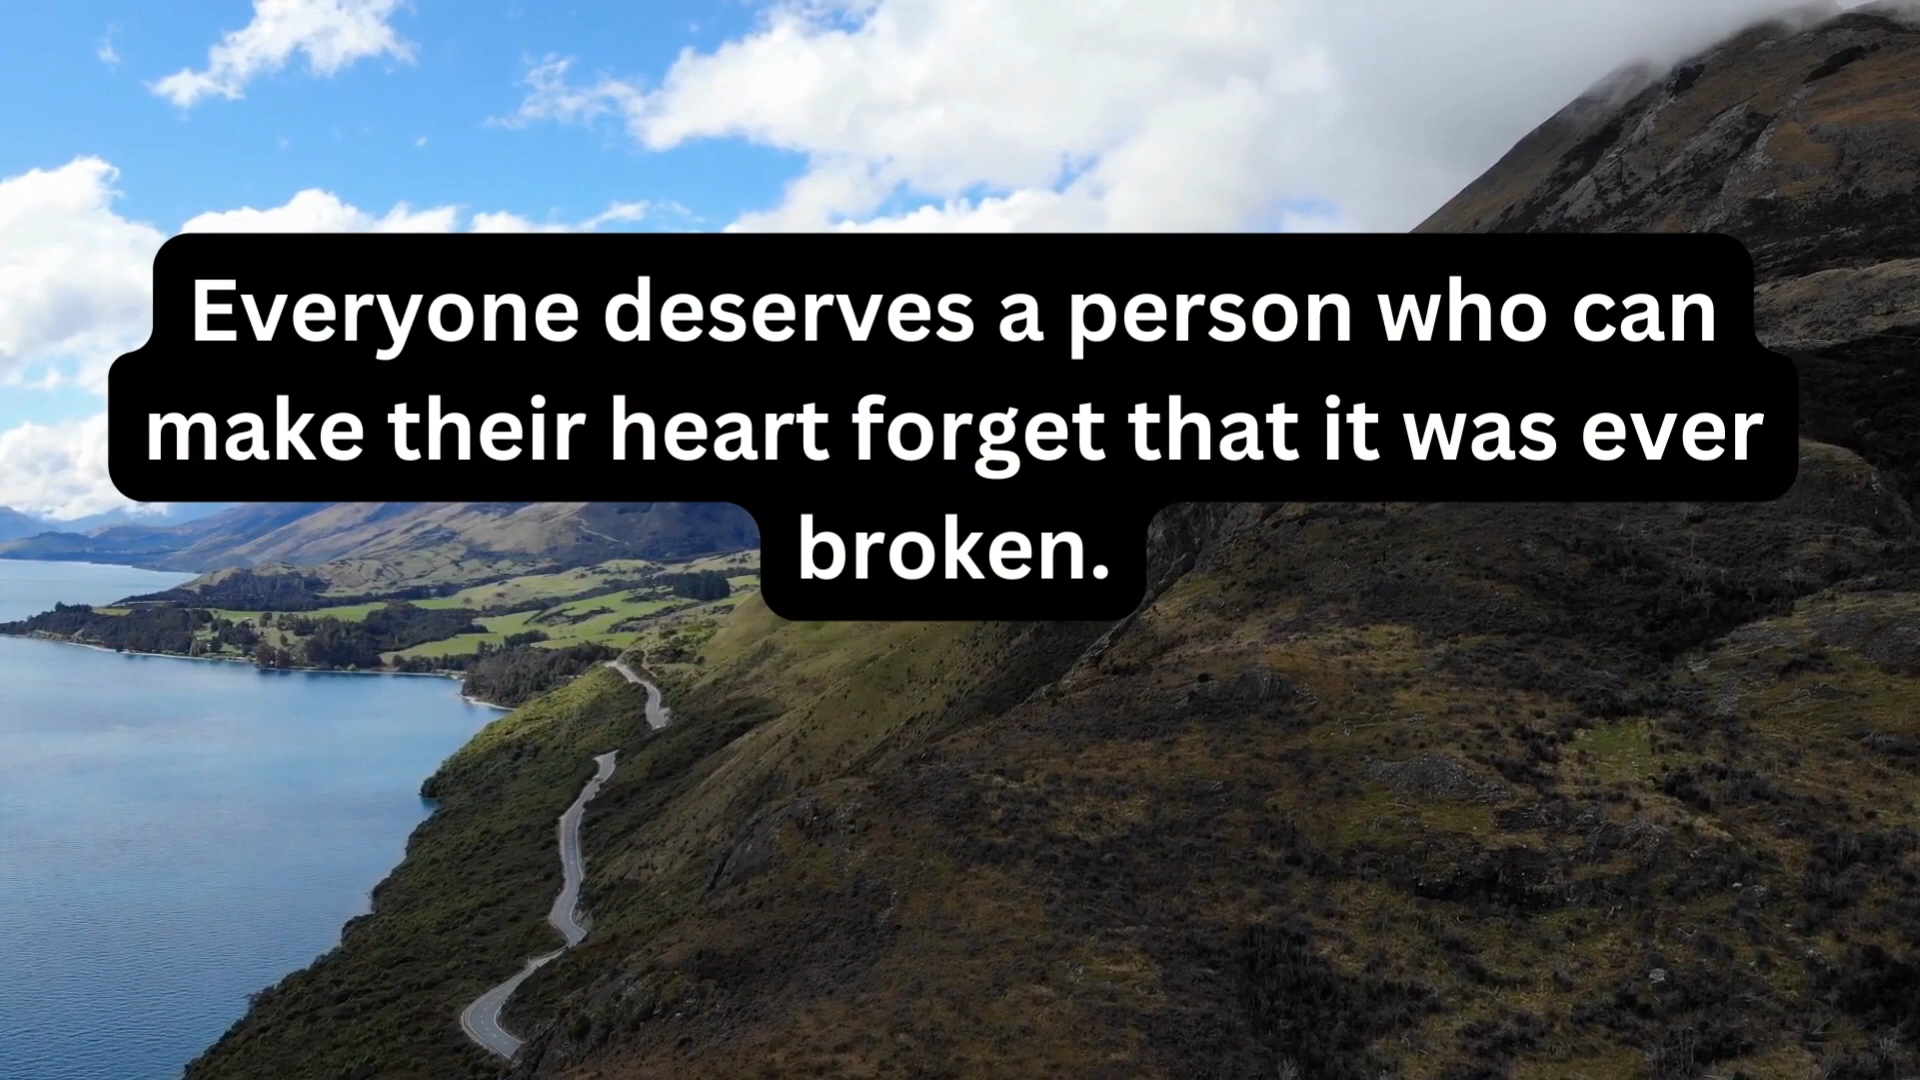 Everyone deserves a person who can
make their heart forget that it was ever
broken.